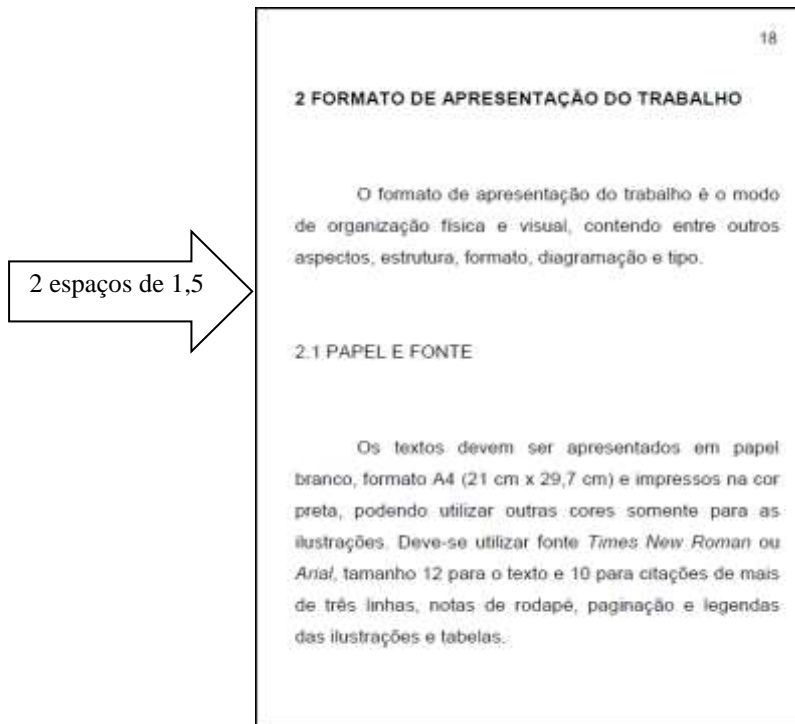 18
2 FORMATO DE APRESENTAÇÃO DO TRABALHO
O formato de apresentação do trabalho é o modo
de organização física e visual, contendo entre outros
aspectos, estrutura, formato, diagramação e tipo.
2 espaços de 1,5
2.1 PAPEL E FONTE
Os textos devem ser apresentados em papel
branco, formato A4 (21 cm x 29,7 cm) e impressos na cor
preta, podendo utilizar outras cores somente para as
ilustrações. Deve-se utilizar fonte Times New Roman ou
Arial, tamanho 12 para o texto e 10 para citações de mais
de três linhas, notas de rodapé, paginação e legendas
das ilustrações e tabelas.